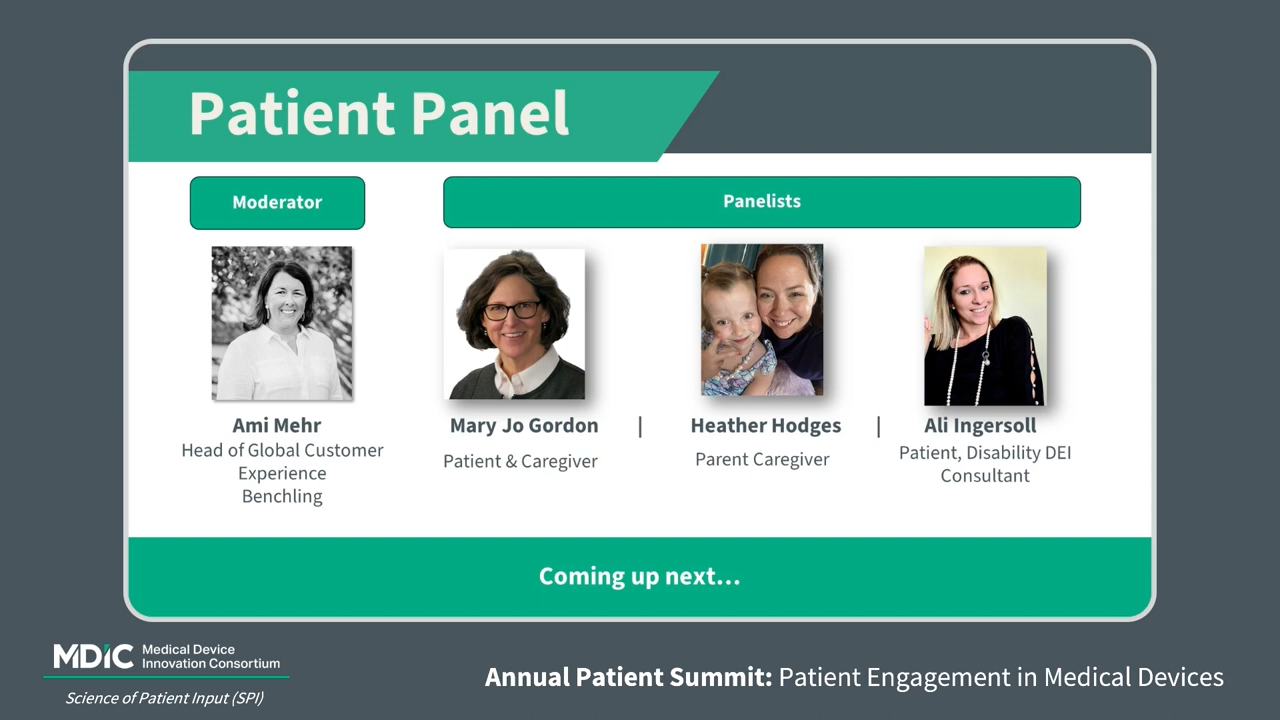 Patient Panel
Moderator
Panelists
Ami Mehr
Head of Global Customer
Experience
Benchling
Mary Jo Gordon
Patient & Caregiver
|
Heather Hodges
Parent Caregiver
|
Ali Ingersoll
Patient, Disability DEI
Consultant
Coming up next...
MDIC Medical Device
Innovation Consortium
Science of Patient Input (SPI)
Annual Patient Summit: Patient Engagement in Medical Devices